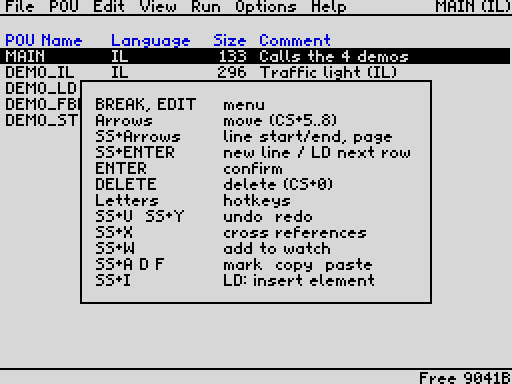 File POU Edit View Run Options Help MAIN (IL)
POU Name Language Size Comment
MAIN IL 133 Calls the 4 demos
DEMO_IL IL 296 Traffic light (IL)
DEMO_LD
DEMO_FB
DEMO_ST
BREAK, EDIT menu
Arrows move (CS+5..8)
SS+Arrows line start/end, page
SS+ENTER new line / LD next row
ENTER confirm
DELETE delete (CS+0)
Letters hotkeys
SS+U SS+Y undo redo
SS+X cross references
SS+W add to watch
SS+A D F mark copy paste
SS+I LD: insert element
Free 9041B